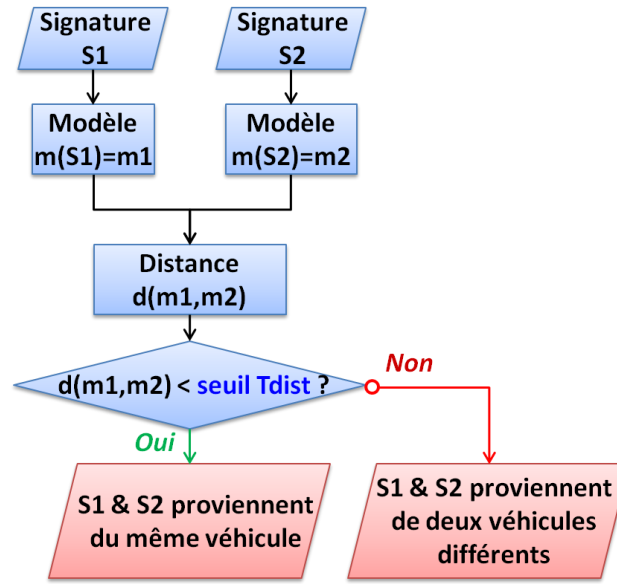 Signature
S1
Signature
S2
Modèle
m(S1)=m1
Modèle
m(S2)=m2
Distance
d(m1,m2)
d(m1,m2) < seuil Tdist ?
Non
Oui
S1 & S2 proviennent
du même véhicule
S1 & S2 proviennent
de deux véhicules
différents